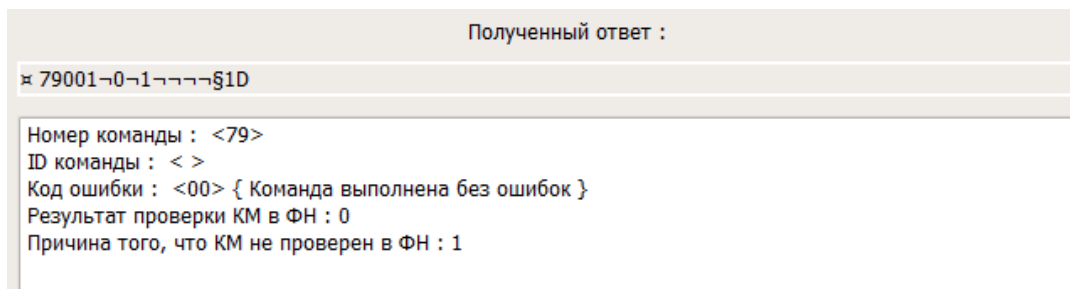 Полученный ответ :
¤ 79001¬0¬1¬¬¬¬§1D
Номер команды : <79>
ID команды : < >
Код ошибки : <00> { Команда выполнена без ошибок }
Результат проверки КМ в ФН : 0
Причина того, что КМ не проверен в ФН : 1